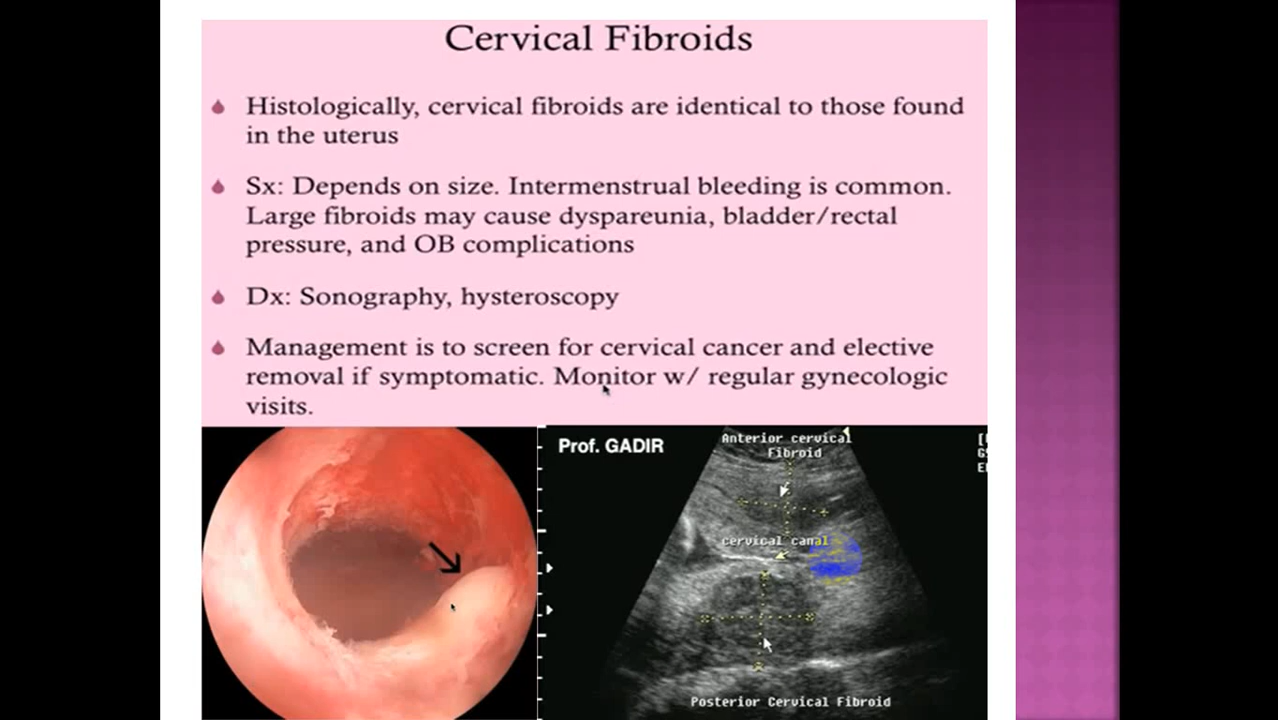 Cervical Fibroids
Histologically, cervical fibroids are identical to those found
in the uterus
Sx: Depends on size. Intermenstrual bleeding is common.
Large fibroids may cause dyspareunia, bladder/rectal
pressure, and OB complications
Dx: Sonography, hysteroscopy
Management is to screen for cervical cancer and elective
removal if symptomatic. Monitor w/ regular gynecologic
visits.
Prof. GADIR
Anterior cervical
Fibroid
cervical canal
Posterior Cervical Fibroid